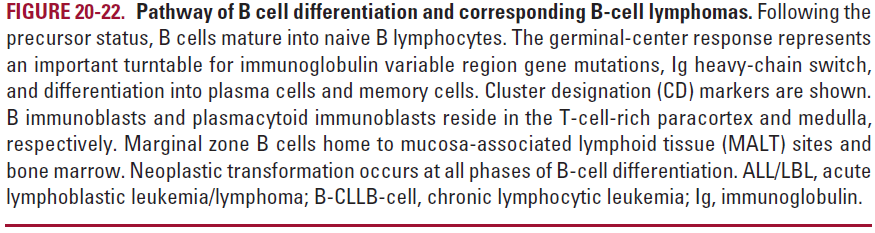 FIGURE 20-22. Pathway of B cell differentiation and corresponding B-cell lymphomas. Following the
precursor status, B cells mature into naive B lymphocytes. The germinal-center response represents
an important turntable for immunoglobulin variable region gene mutations, Ig heavy-chain switch,
and differentiation into plasma cells and memory cells. Cluster designation (CD) markers are shown.
B immunoblasts and plasmacytoid immunoblasts reside in the T-cell-rich paracortex and medulla,
respectively. Marginal zone B cells home to mucosa-associated lymphoid tissue (MALT) sites and
bone marrow. Neoplastic transformation occurs at all phases of B-cell differentiation. ALL/LBL, acute
lymphoblastic leukemia/lymphoma; B-CLLB-cell, chronic lymphocytic leukemia; Ig, immunoglobulin.